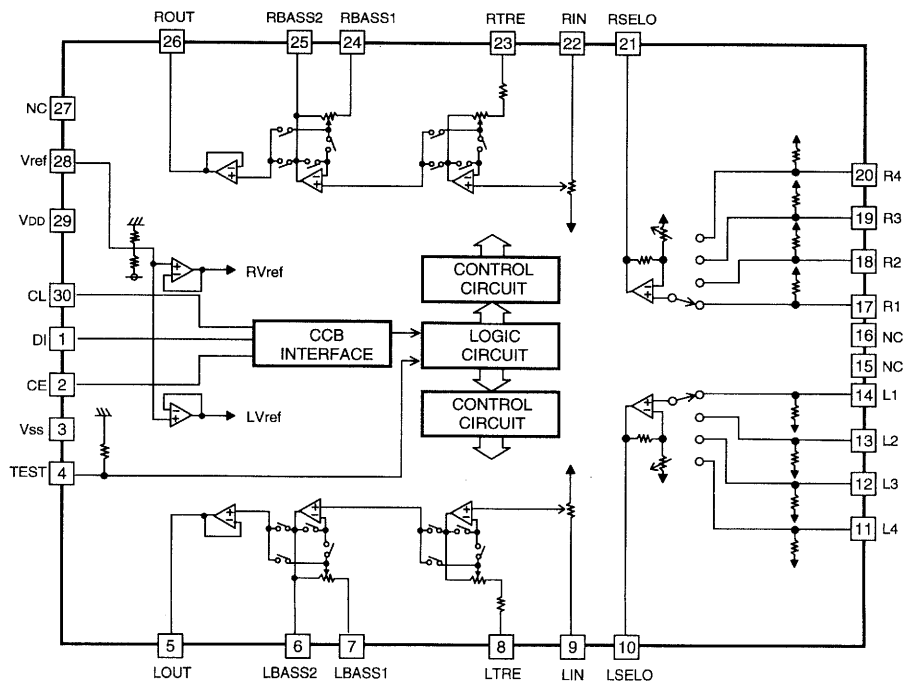 ROUT RBASS2 RBASS1 RTRE RIN RSELO
26 25 24 23 22 21
NC 27
Vref 28
VDD 29
CL 30
DI 1
CE 2
Vss 3
TEST 4
RVref
LVref
CCB
INTERFACE
CONTROL
CIRCUIT
LOGIC
CIRCUIT
CONTROL
CIRCUIT
20 R4
19 R3
18 R2
17 R1
16 NC
15 NC
14 L1
13 L2
12 L3
11 L4
5 6 7 8 9 10
LOUT LBASS2 LBASS1 LTRE LIN LSELO